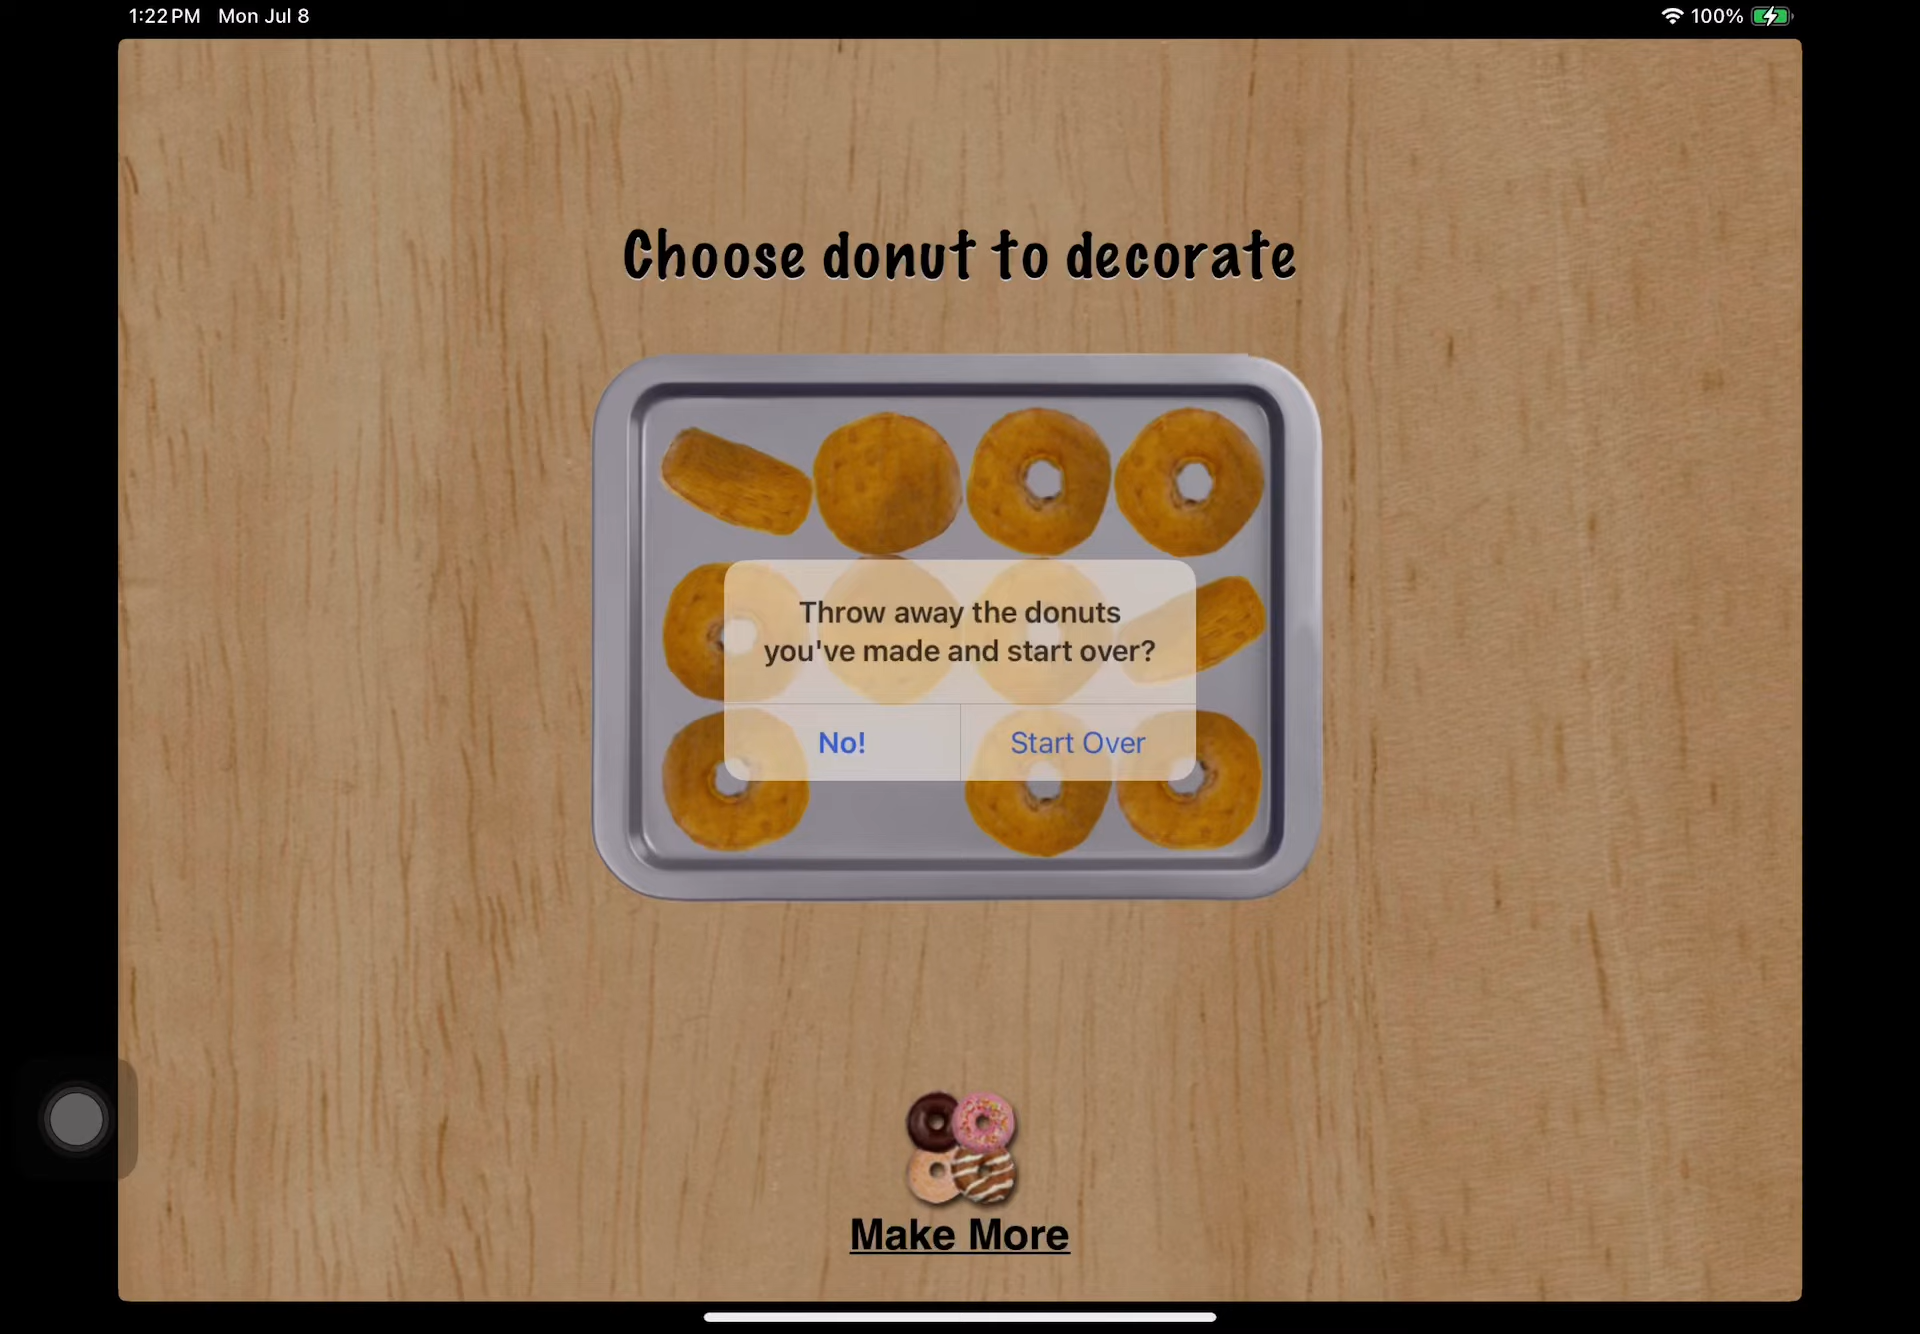 1:22 PM Mon Jul 8
100%
Choose donut to decorate
Throw away the donuts
you've made and start over?
No! Start Over
Make More